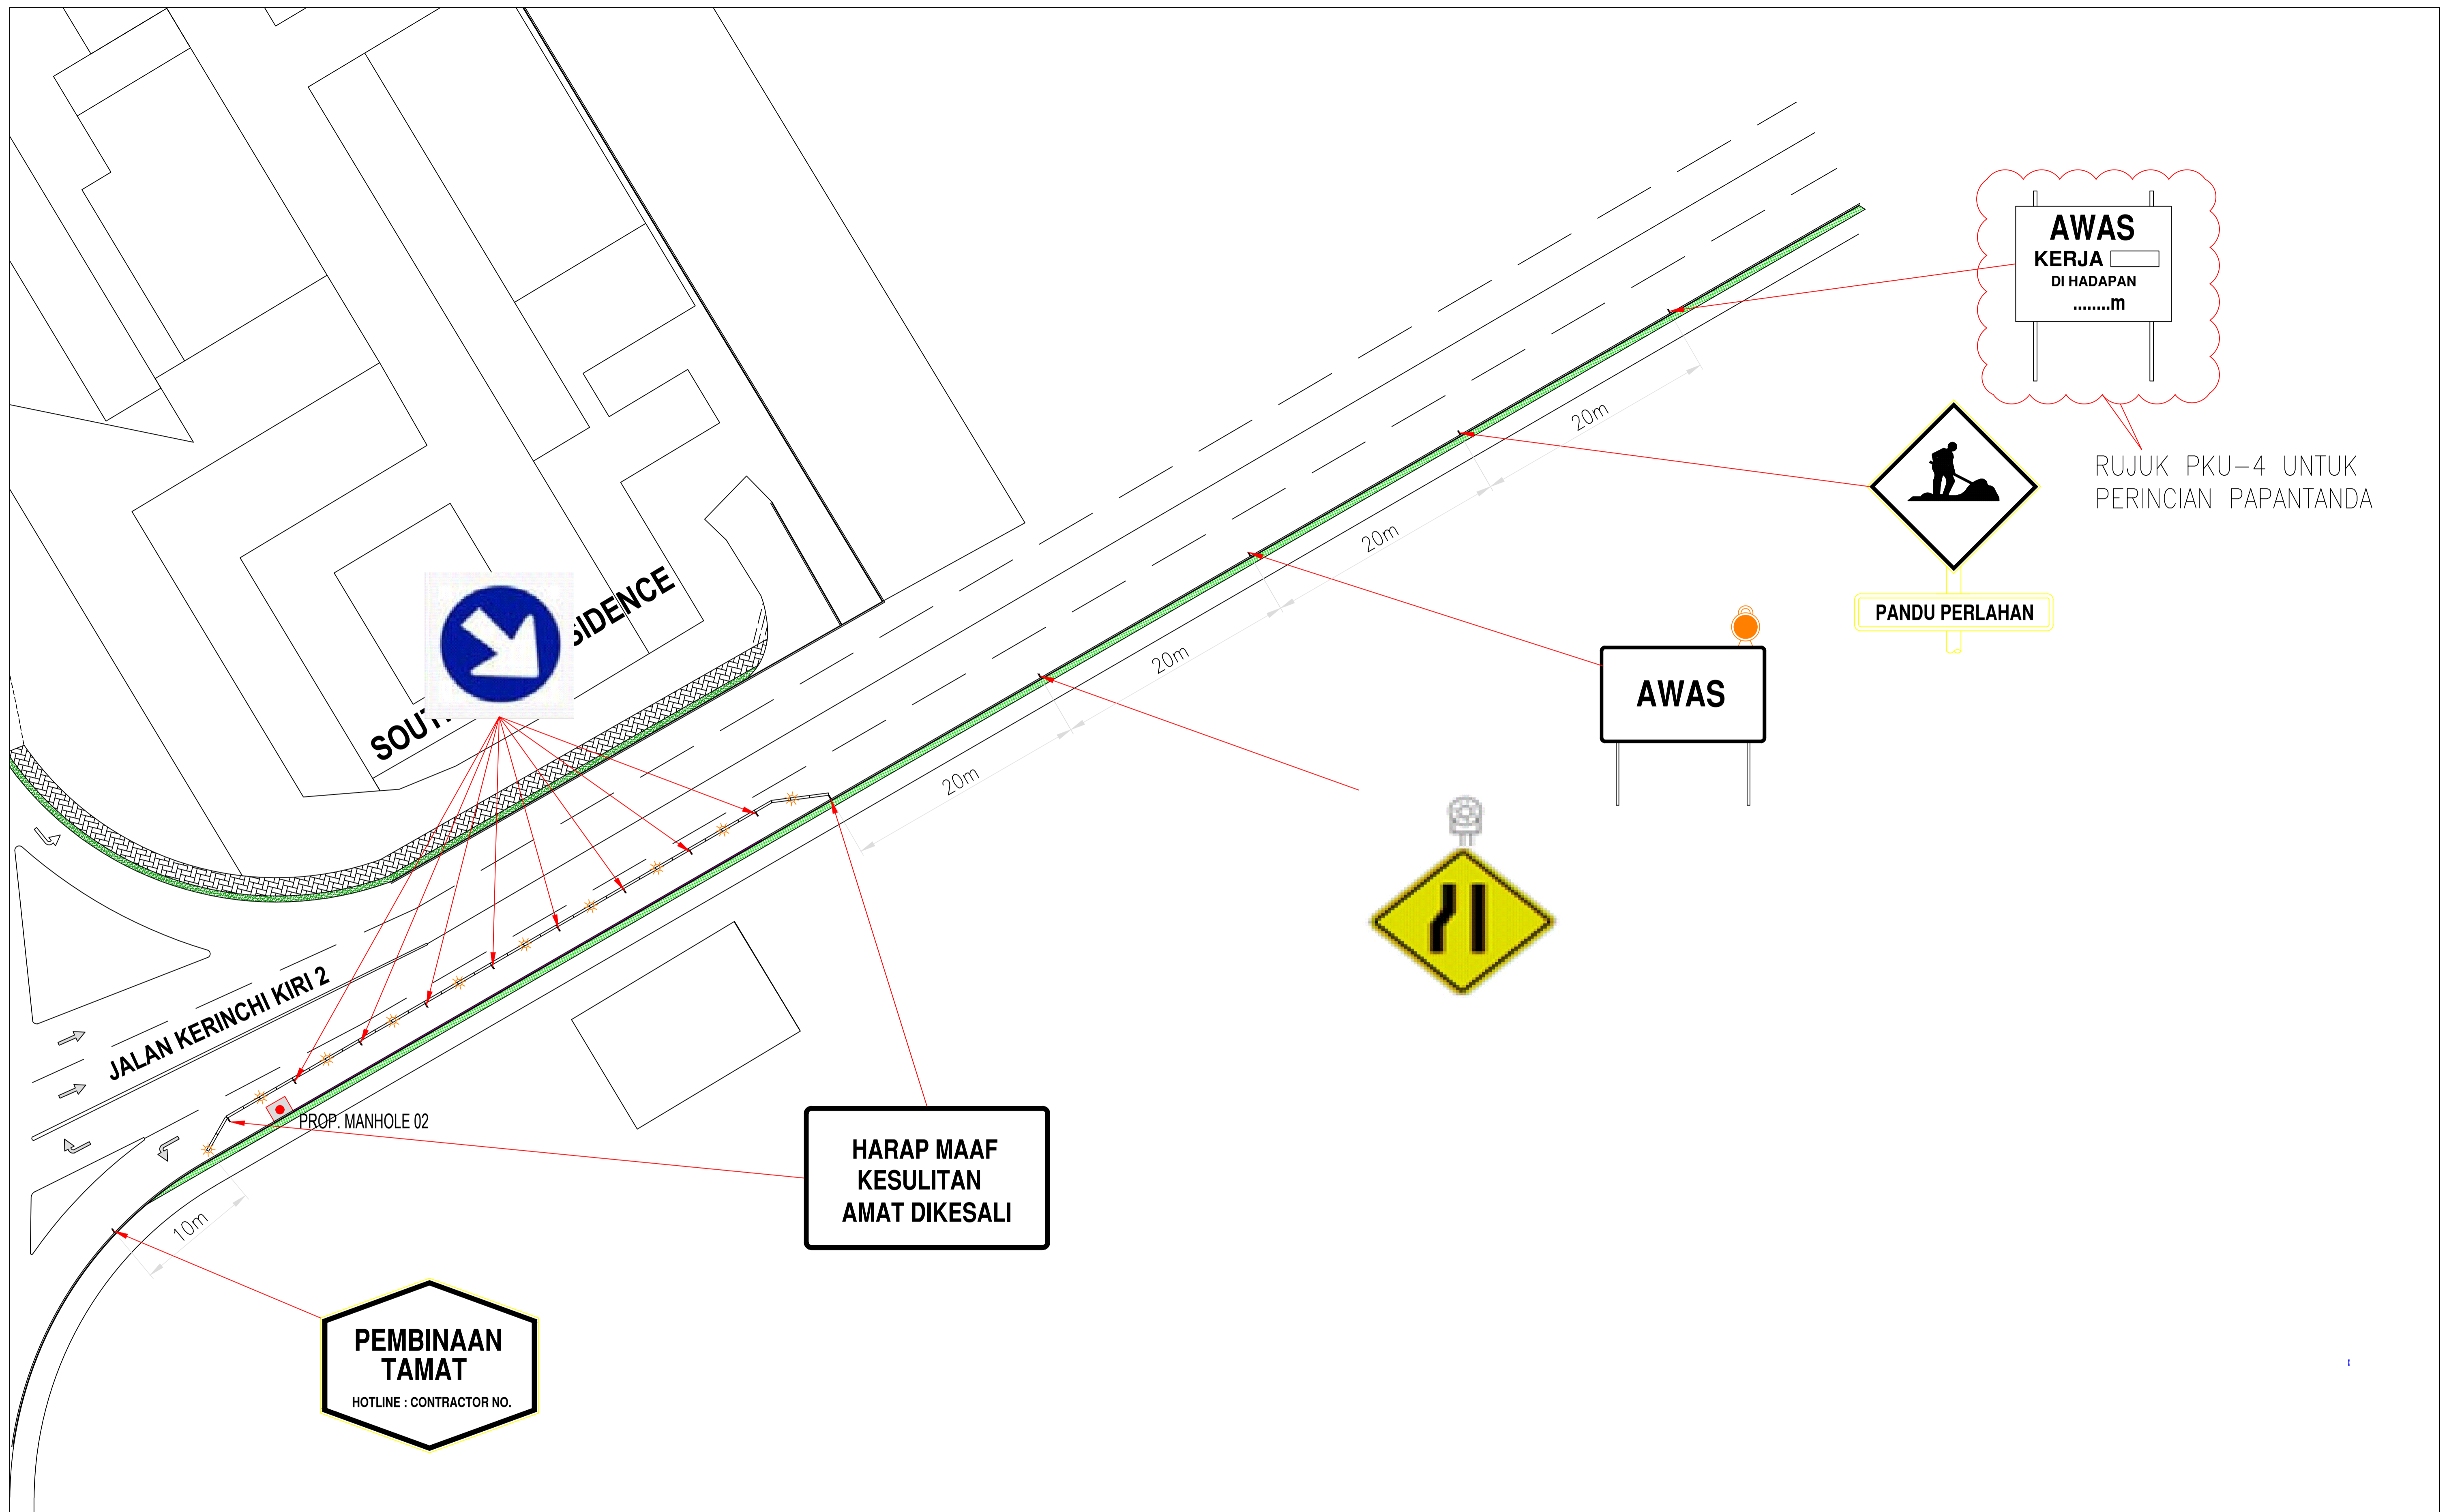 AWAS
KERJA
DI HADAPAN
........m
RUJUK PKU-4 UNTUK
PERINCIAN PAPANTANDA
PANDU PERLAHAN
AWAS
20m
20m
20m
20m
SIDENCE
SOUT
JALAN KERINCHI KIRI 2
PROP. MANHOLE 02
HARAP MAAF
KESULITAN
AMAT DIKESALI
10m
PEMBINAAN
TAMAT
HOTLINE : CONTRACTOR NO.